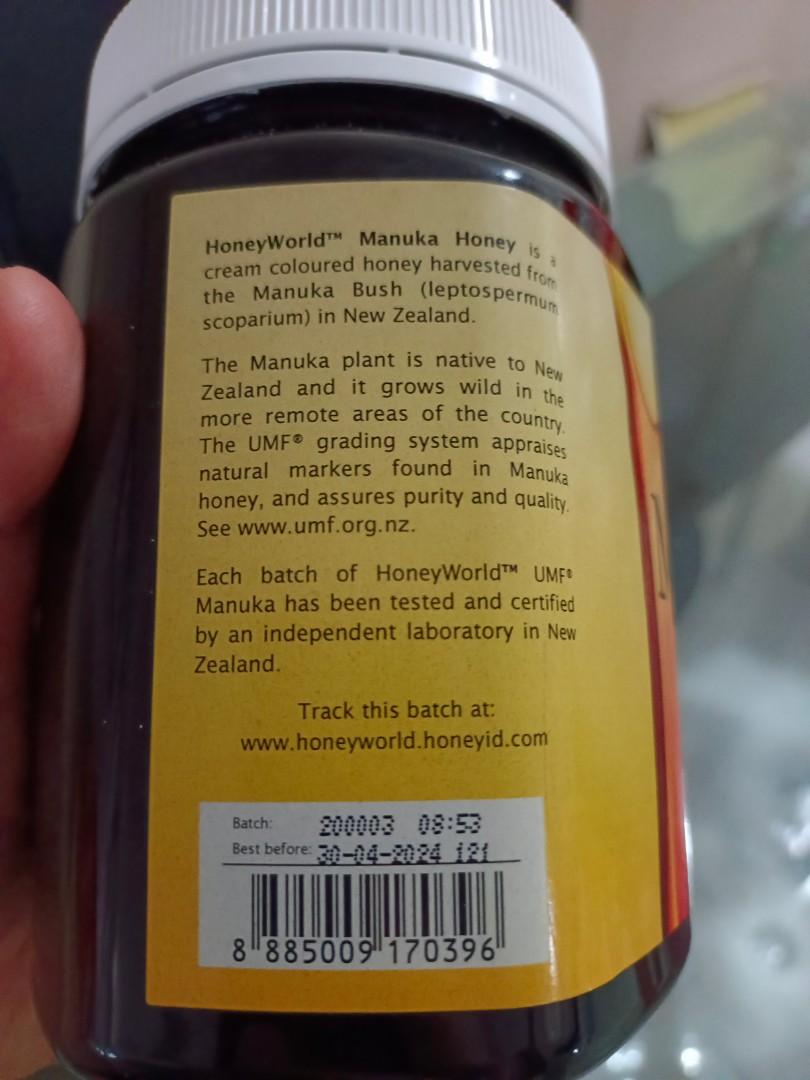 HoneyWorld™ Manuka Honey is a
cream coloured honey harvested from
the Manuka Bush (leptospermum
scoparium) in New Zealand.
The Manuka plant is native to New
Zealand and it grows wild in the
more remote areas of the country.
The UMF® grading system appraises
natural markers found in Manuka
honey, and assures purity and quality.
See www.umf.org.nz.
Each batch of HoneyWorld™ UMF®
Manuka has been tested and certified
by an independent laboratory in New
Zealand.
Track this batch at:
www.honeyworld.honeyid.com
Batch: 200003 08:53
Best before: 30-04-2024 121
8 885009 170396